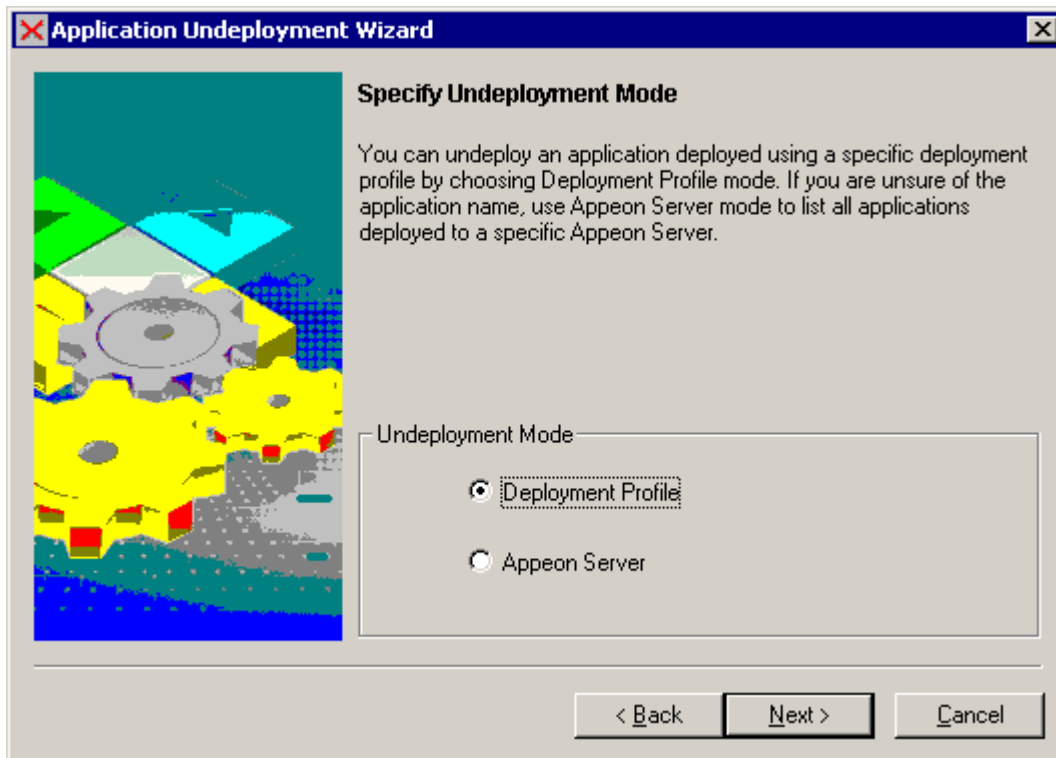 Application Undeployment Wizard
Specify Undeployment Mode
You can undeploy an application deployed using a specific deployment
profile by choosing Deployment Profile mode. If you are unsure of the
application name, use Appeon Server mode to list all applications
deployed to a specific Appeon Server.
Undeployment Mode
Deployment Profile
Appeon Server
< Back
Next >
Cancel